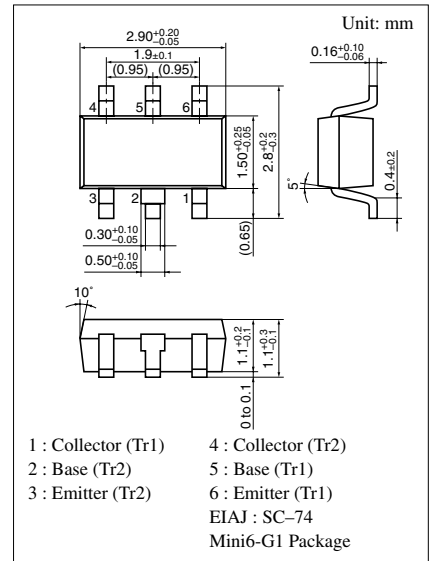 Unit: mm
2.90+0.20 −0.05
1.9±0.1
(0.95) (0.95)
0.16+0.10 −0.06
4 5 6
1.50+0.25 −0.05
2.8+0.2 −0.3
5°
0.4±0.2
3 2 1
(0.65)
0.30+0.10 −0.05
0.50+0.10 −0.05
10°
1.1+0.2 −0.1
1.1+0.3 −0.1
0 to 0.1
1 : Collector (Tr1) 4 : Collector (Tr2)
2 : Base (Tr2) 5 : Base (Tr1)
3 : Emitter (Tr2) 6 : Emitter (Tr1)
EIAJ : SC–74
Mini6-G1 Package